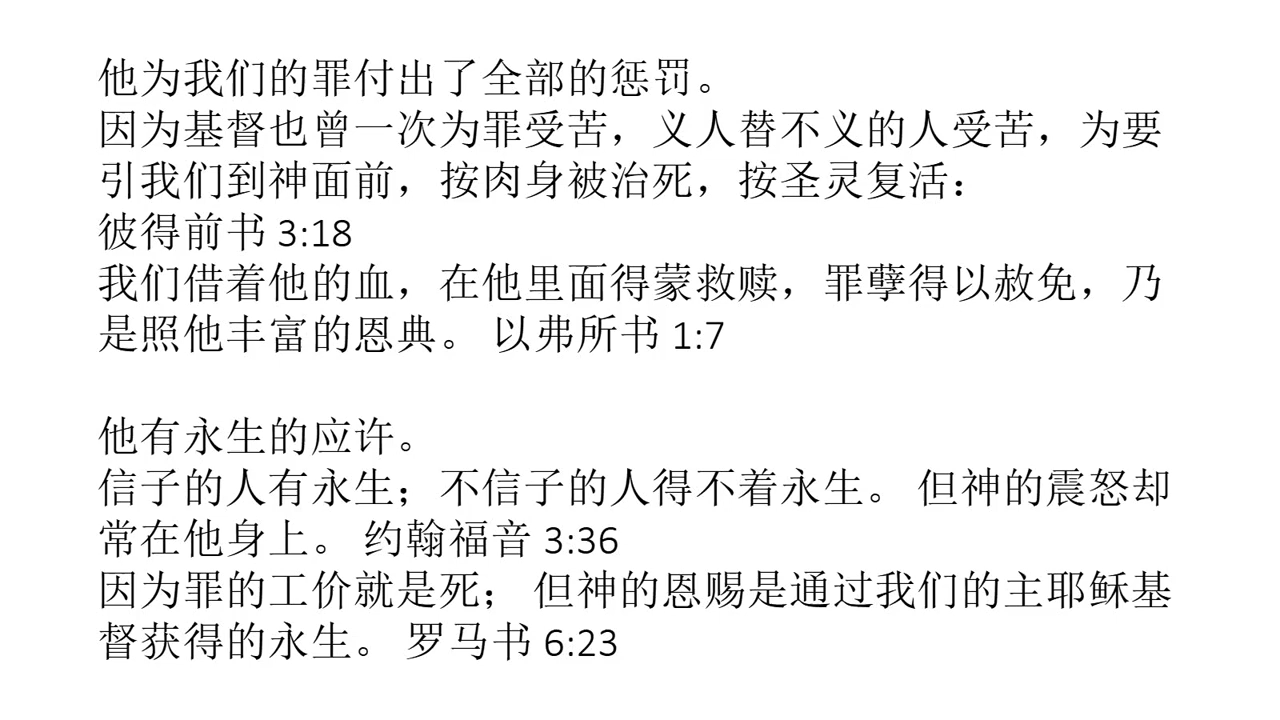 他为我们的罪付出了全部的惩罚。
因为基督也曾一次为罪受苦，义人替不义的人受苦，为要
引我们到神面前，按肉身被治死，按圣灵复活：
彼得前书 3:18
我们借着他的血，在他里面得蒙救赎，罪孽得以赦免，乃
是照他丰富的恩典。 以弗所书 1:7
他有永生的应许。
信子的人有永生；不信子的人得不着永生。 但神的震怒却
常在他身上。 约翰福音 3:36
因为罪的工价就是死； 但神的恩赐是通过我们的主耶稣基
督获得的永生。 罗马书 6:23